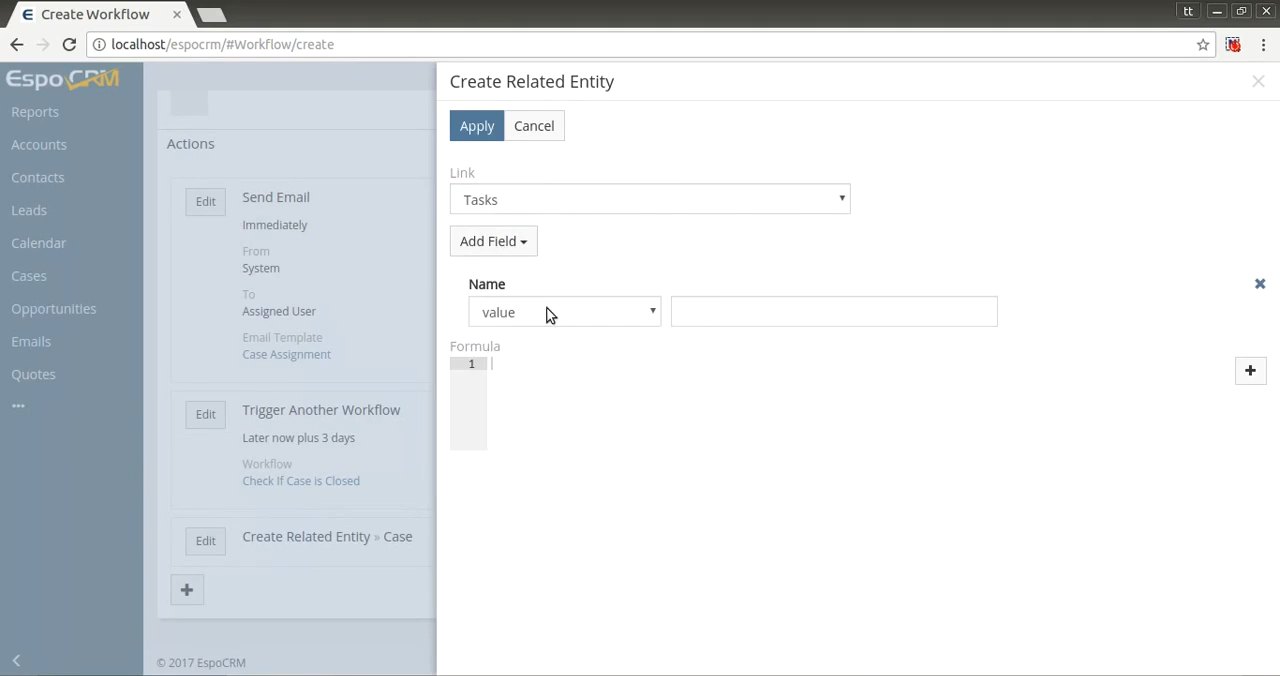 Create Workflow
tt
localhost/espocrm/#Workflow/create
EspoCRM
Reports
Accounts
Contacts
Leads
Calendar
Cases
Opportunities
Emails
Quotes
Actions
Edit
Send Email
Immediately
From
System
To
Assigned User
Email Template
Case Assignment
Edit
Trigger Another Workflow
Later now plus 3 days
Workflow
Check If Case is Closed
Edit
Create Related Entity » Case
© 2017 EspoCRM
Create Related Entity
Apply
Cancel
Link
Tasks
Add Field
Name
value
Formula
1